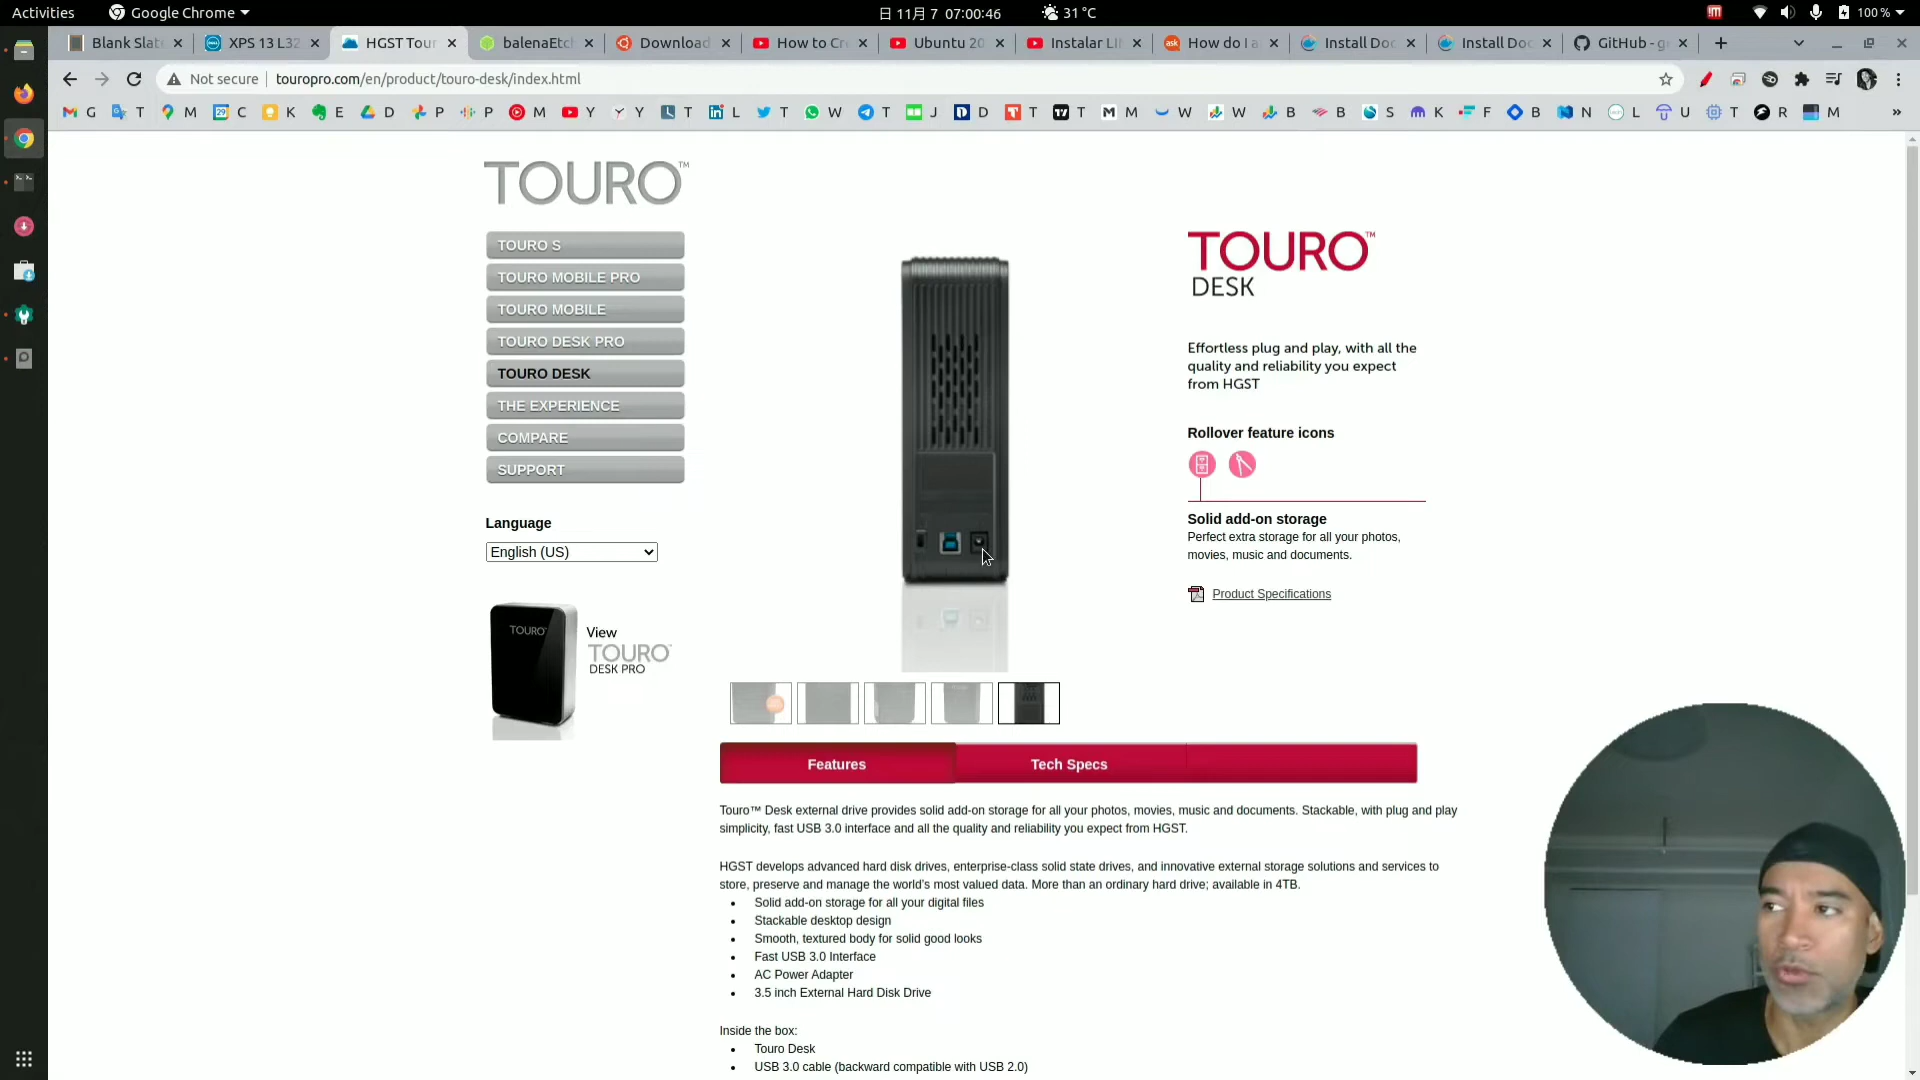 Activities
Google Chrome
日 11月 7 07:00:46
31 °C
100 %
Blank Slat
XPS 13 L32
HGST Tour
balenaEtch
Download
How to Cr
Ubuntu 20
Instalar LI
How do I a
Install Doc
Install Doc
GitHub - g
Not secure
touropro.com/en/product/touro-desk/index.html
G T M C K E D P P M Y Y T L T W T J D T T M W W B B S K F B N L U T R M
TOURO™
TOURO S
TOURO MOBILE PRO
TOURO MOBILE
TOURO DESK PRO
TOURO DESK
THE EXPERIENCE
COMPARE
SUPPORT
Language
English (US)
TOURO
View
TOURO
DESK PRO
TOURO™
DESK
Effortless plug and play, with all the
quality and reliability you expect
from HGST
Rollover feature icons
Solid add-on storage
Perfect extra storage for all your photos,
movies, music and documents.
Product Specifications
Features
Tech Specs
Touro™ Desk external drive provides solid add-on storage for all your photos, movies, music and documents. Stackable, with plug and play
simplicity, fast USB 3.0 interface and all the quality and reliability you expect from HGST.
HGST develops advanced hard disk drives, enterprise-class solid state drives, and innovative external storage solutions and services to
store, preserve and manage the world's most valued data. More than an ordinary hard drive; available in 4TB.
• Solid add-on storage for all your digital files
• Stackable desktop design
• Smooth, textured body for solid good looks
• Fast USB 3.0 Interface
• AC Power Adapter
• 3.5 inch External Hard Disk Drive
Inside the box:
• Touro Desk
• USB 3.0 cable (backward compatible with USB 2.0)